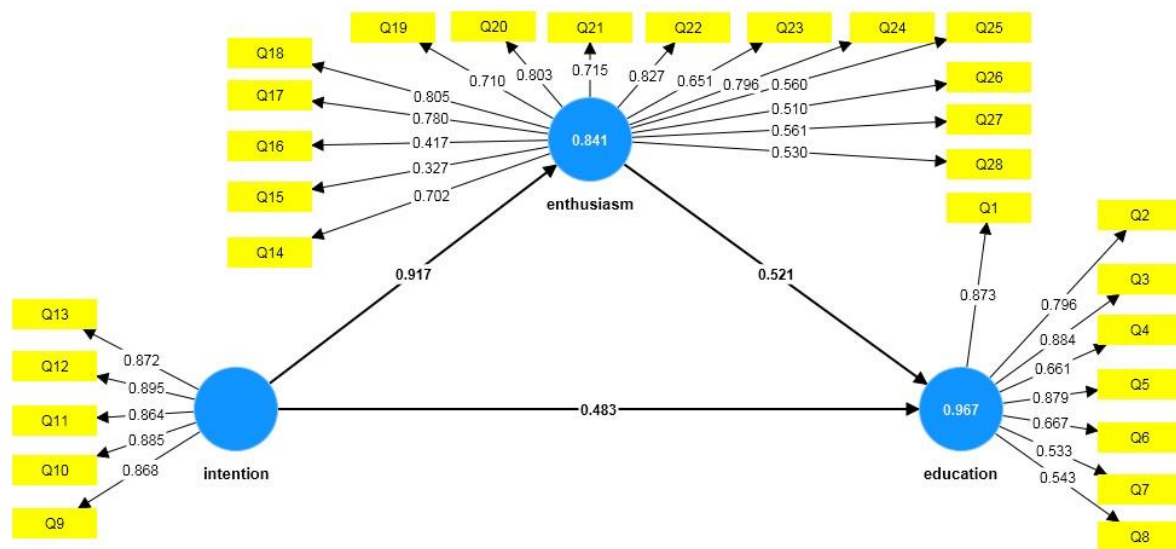 Q19
Q20
Q21
Q22
Q23
Q24
Q25
Q18
Q17
Q16
Q15
Q14
Q26
Q27
Q28
0.710
0.803
0.715
0.827
0.651
0.796
0.560
0.805
0.780
0.417
0.327
0.702
0.510
0.561
0.530
0.841
enthusiasm
Q1
Q2
Q3
Q4
Q5
Q6
Q7
Q8
0.873
0.796
0.884
0.661
0.879
0.667
0.533
0.543
0.917
0.521
0.483
Q13
Q12
Q11
Q10
Q9
0.872
0.895
0.864
0.885
0.868
intention
0.967
education